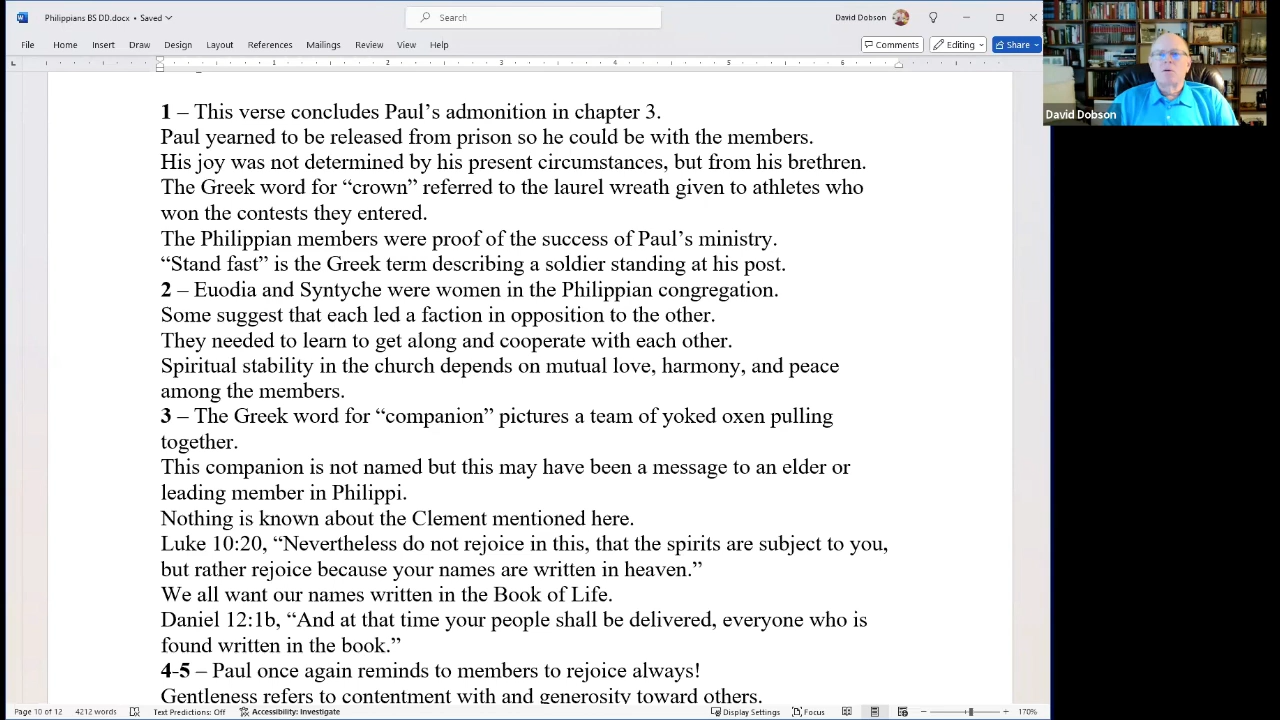 Philippians BS DD.docx • Saved
Search
David Dobson
File Home Insert Draw Design Layout References Mailings Review View Help
Comments Editing Share
1 2 3 4 5 6
1 – This verse concludes Paul’s admonition in chapter 3.
Paul yearned to be released from prison so he could be with the members.
His joy was not determined by his present circumstances, but from his brethren.
The Greek word for “crown” referred to the laurel wreath given to athletes who
won the contests they entered.
The Philippian members were proof of the success of Paul’s ministry.
“Stand fast” is the Greek term describing a soldier standing at his post.
2 – Euodia and Syntyche were women in the Philippian congregation.
Some suggest that each led a faction in opposition to the other.
They needed to learn to get along and cooperate with each other.
Spiritual stability in the church depends on mutual love, harmony, and peace
among the members.
3 – The Greek word for “companion” pictures a team of yoked oxen pulling
together.
This companion is not named but this may have been a message to an elder or
leading member in Philippi.
Nothing is known about the Clement mentioned here.
Luke 10:20, “Nevertheless do not rejoice in this, that the spirits are subject to you,
but rather rejoice because your names are written in heaven.”
We all want our names written in the Book of Life.
Daniel 12:1b, “And at that time your people shall be delivered, everyone who is
found written in the book.”
4-5 – Paul once again reminds to members to rejoice always!
Gentleness refers to contentment with and generosity toward others.
Page 10 of 12 4212 words Text Predictions: Off Accessibility: Investigate Display Settings Focus 170%
David Dobson